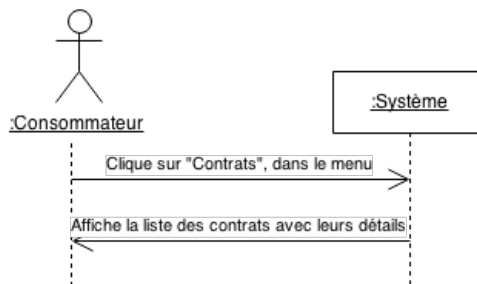 :Consommateur
:Système
Clique sur "Contrats", dans le menu
Affiche la liste des contrats avec leurs détails